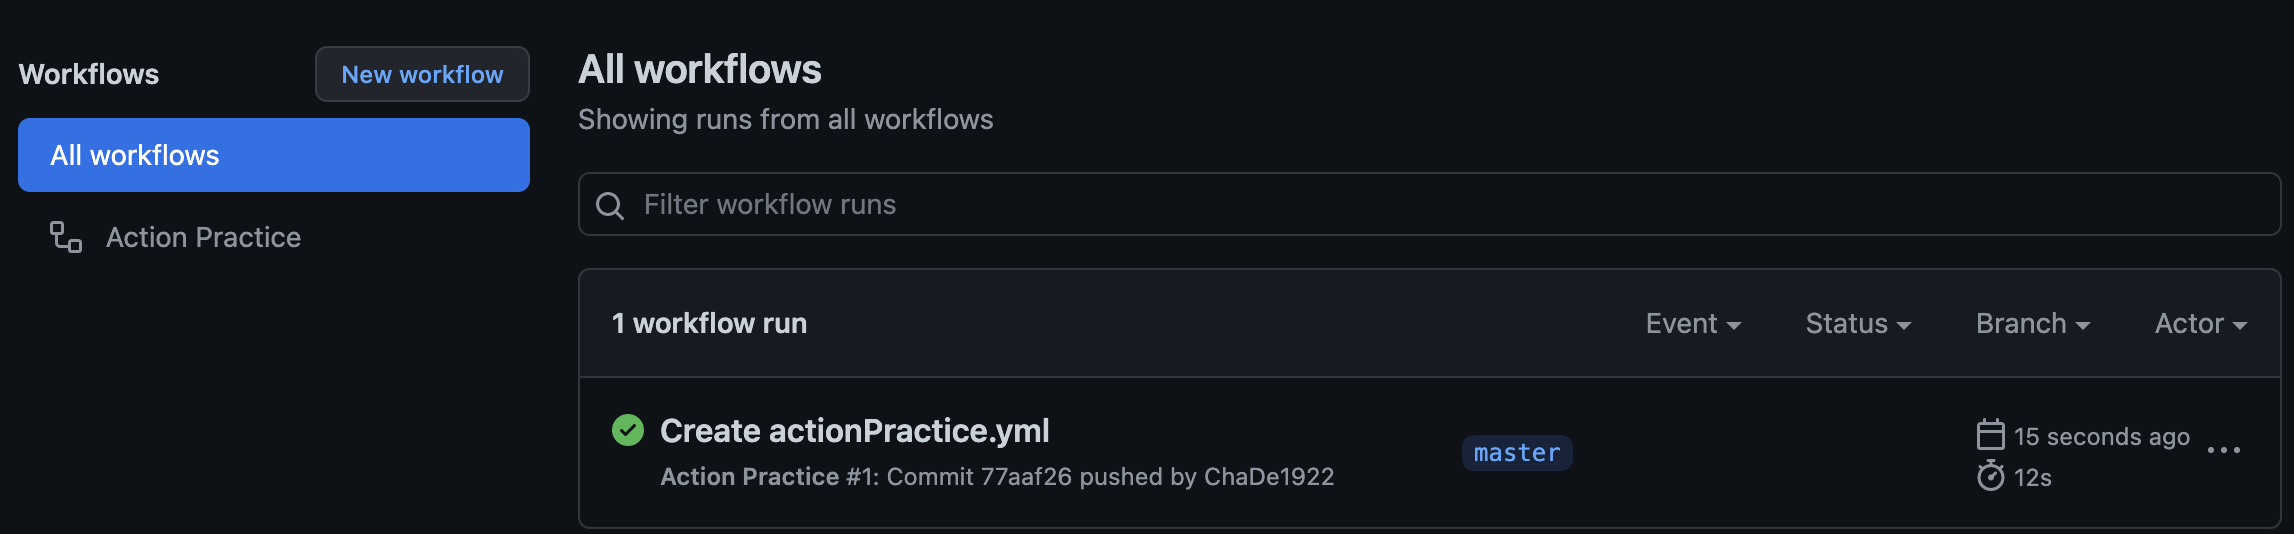 Workflows
New workflow
All workflows
Action Practice
All workflows
Showing runs from all workflows
Filter workflow runs
1 workflow run
Event
Status
Branch
Actor
Create actionPractice.yml
Action Practice #1: Commit 77aaf26 pushed by ChaDe1922
master
15 seconds ago
12s